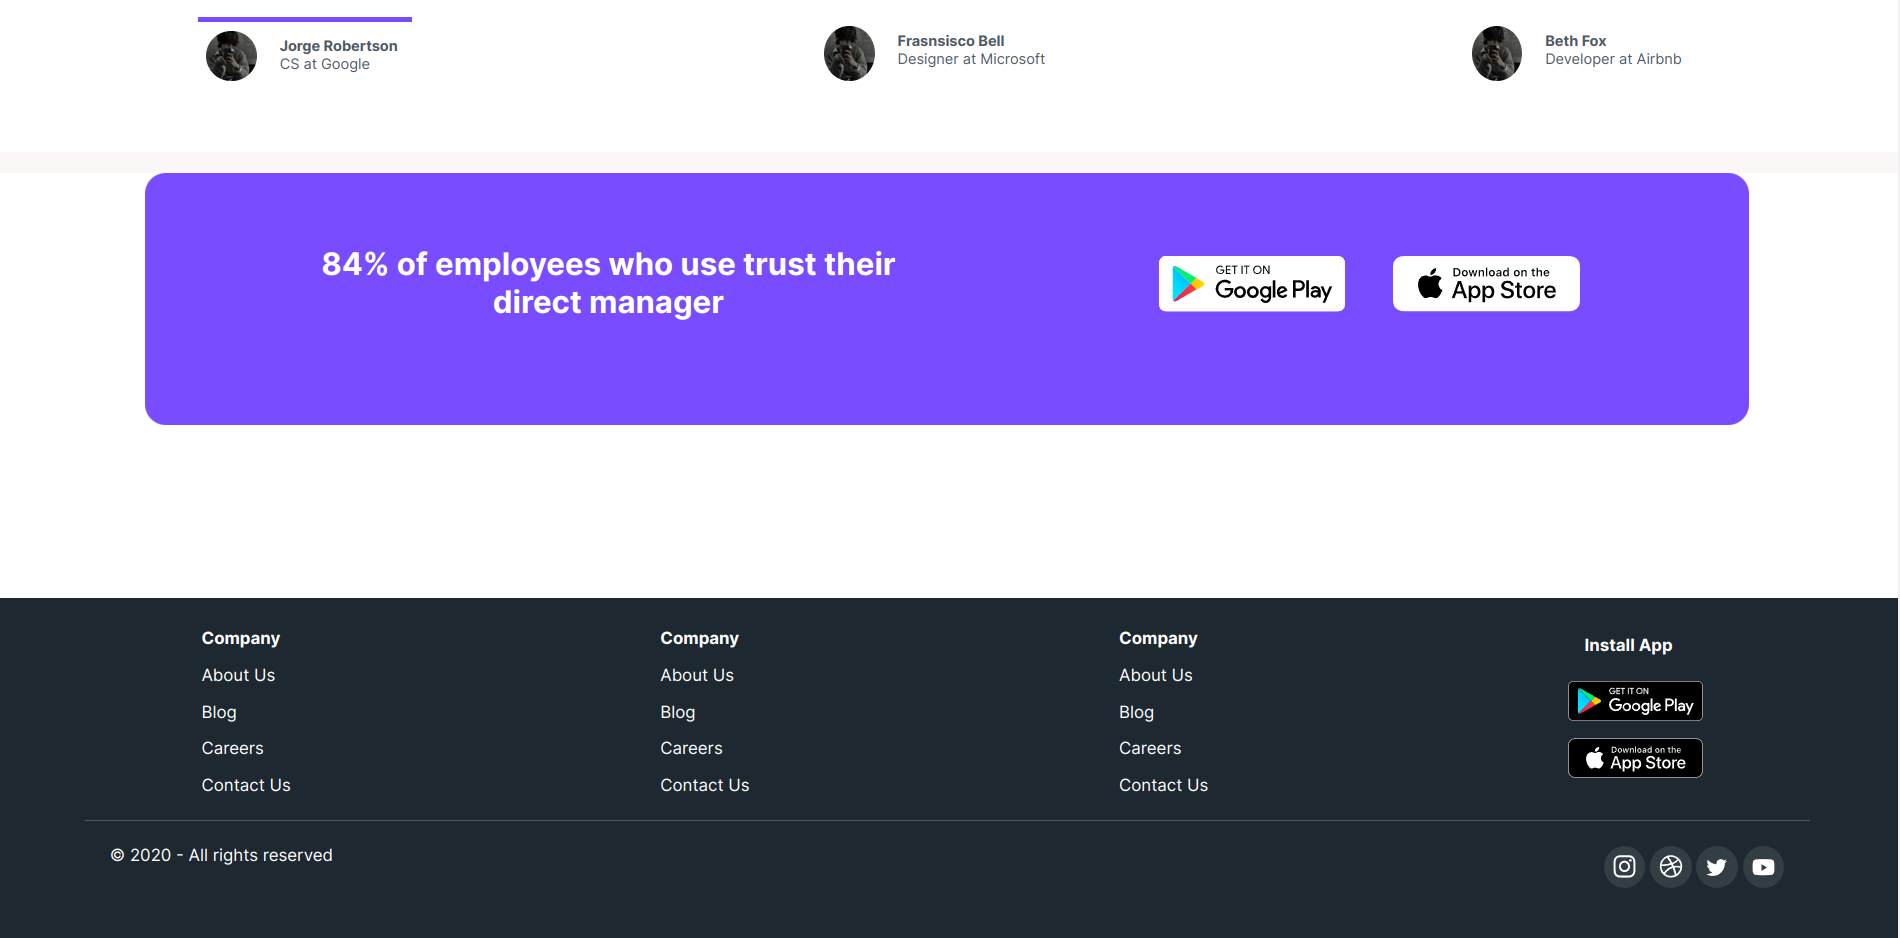 Jorge Robertson
CS at Google
Frasnsisco Bell
Designer at Microsoft
Beth Fox
Developer at Airbnb
84% of employees who use trust their
direct manager
GET IT ON
Google Play
Download on the
App Store
Company
About Us
Blog
Careers
Contact Us
Company
About Us
Blog
Careers
Contact Us
Company
About Us
Blog
Careers
Contact Us
Install App
GET IT ON
Google Play
Download on the
App Store
© 2020 - All rights reserved